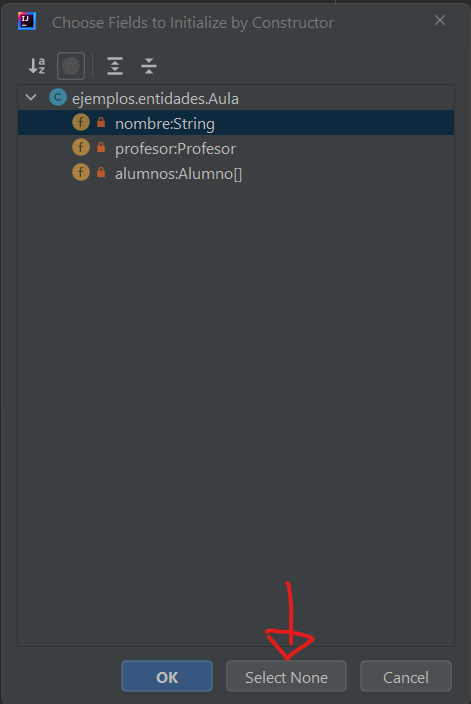 Choose Fields to Initialize by Constructor
ejemplos.entidades.Aula
nombre:String
profesor:Profesor
alumnos:Alumno[]
OK
Select None
Cancel